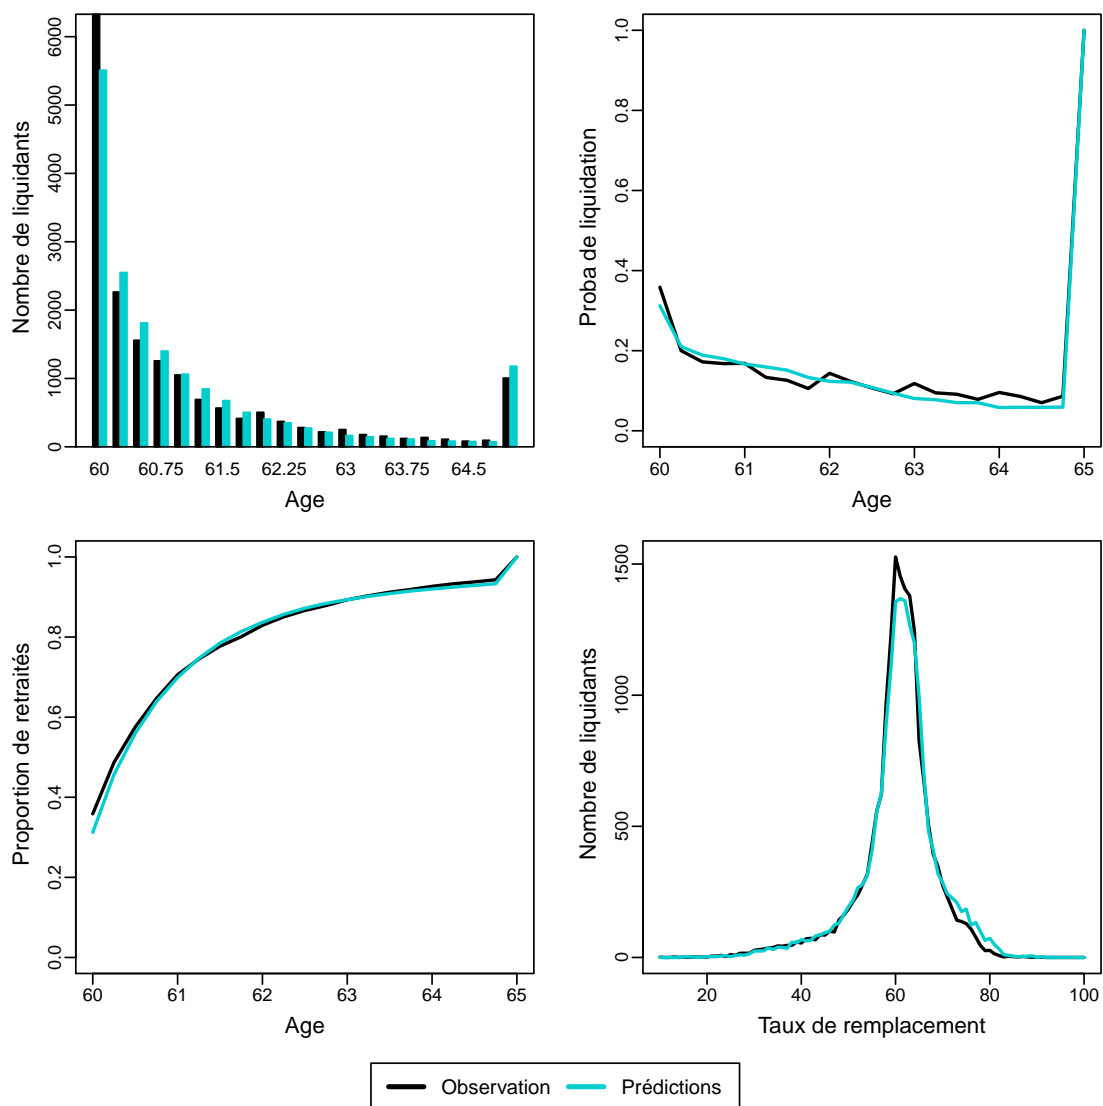 Nombre de liquidants
6000
5000
4000
3000
2000
1000
0
60 60.75 61.5 62.25 63 63.75 64.5
Age
Proba de liquidation
1.0
0.8
0.6
0.4
0.2
0.0
60 61 62 63 64 65
Age
Proportion de retraités
1.0
0.8
0.6
0.4
0.2
0.0
60 61 62 63 64 65
Age
Nombre de liquidants
1500
1000
500
0
20 40 60 80 100
Taux de remplacement
Observation Prédictions